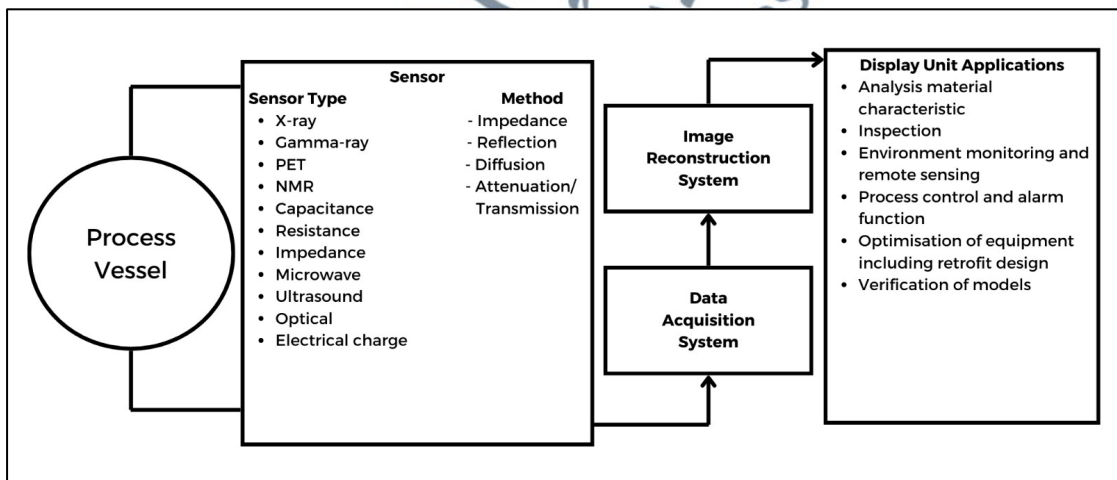 Process
Vessel
Sensor
Sensor Type
• X-ray
• Gamma-ray
• PET
• NMR
• Capacitance
• Resistance
• Impedance
• Microwave
• Ultrasound
• Optical
• Electrical charge
Method
- Impedance
- Reflection
- Diffusion
- Attenuation/
Transmission
Image
Reconstruction
System
Data
Acquisition
System
Display Unit Applications
• Analysis material
characteristic
• Inspection
• Environment monitoring and
remote sensing
• Process control and alarm
function
• Optimisation of equipment
including retrofit design
• Verification of models